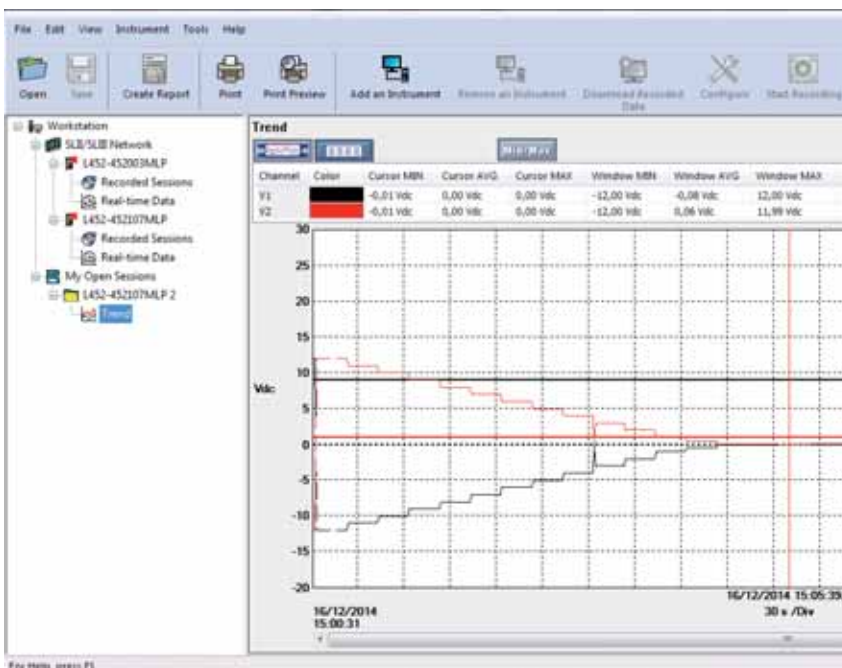 File Edit View Instrument Tools Help
Open Save Create Report Print Print Preview Add an Instrument Remove an Instrument Download Recorded Data Configure Start Recording
Workstation
SLII/SLIII Network
L452-452003MLP
Recorded Sessions
Real-time Data
L452-452107MLP
Recorded Sessions
Real-time Data
My Open Sessions
L452-452107MLP 2
Trend
Trend
Min/Max
Channel Color Cursor MIN Cursor AVG Cursor MAX Window MIN Window AVG Window MAX
V1 -0,01 Vdc 0,00 Vdc 0,00 Vdc -12,00 Vdc -0,08 Vdc 12,00 Vdc
V2 -0,01 Vdc 0,00 Vdc 0,00 Vdc -12,00 Vdc 0,06 Vdc 11,99 Vdc
30
25
20
15
10
Vdc
5
0
-5
-10
-15
-20
16/12/2014 15:05:39
16/12/2014
15:00:31
30 s /Div
For Help, press F1